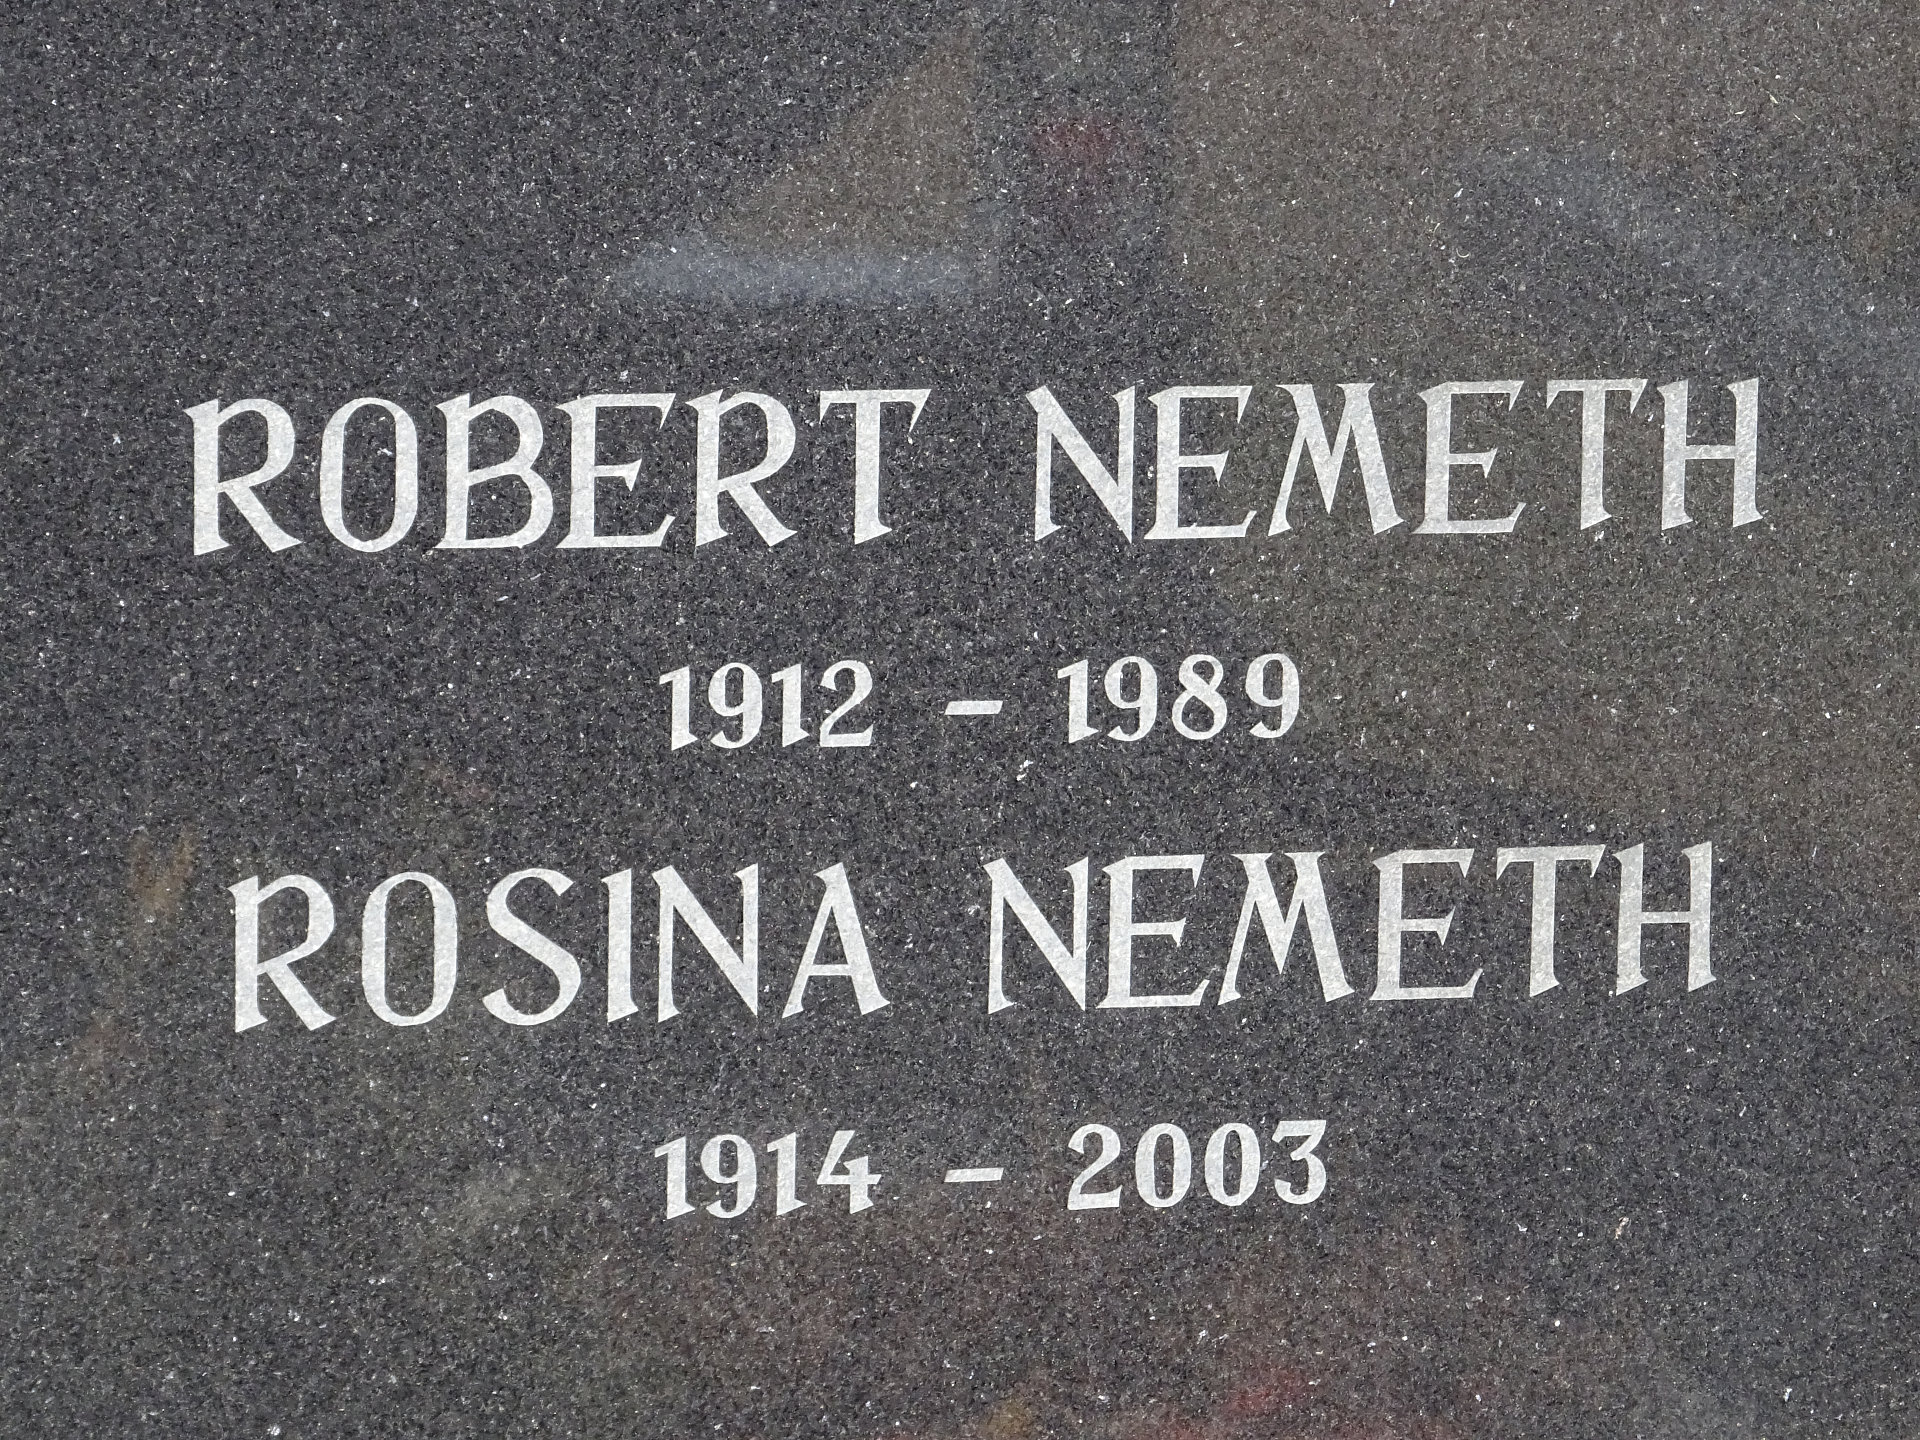 ROBERT NEMETH
1912 – 1989
ROSINA NEMETH
1914 – 2003